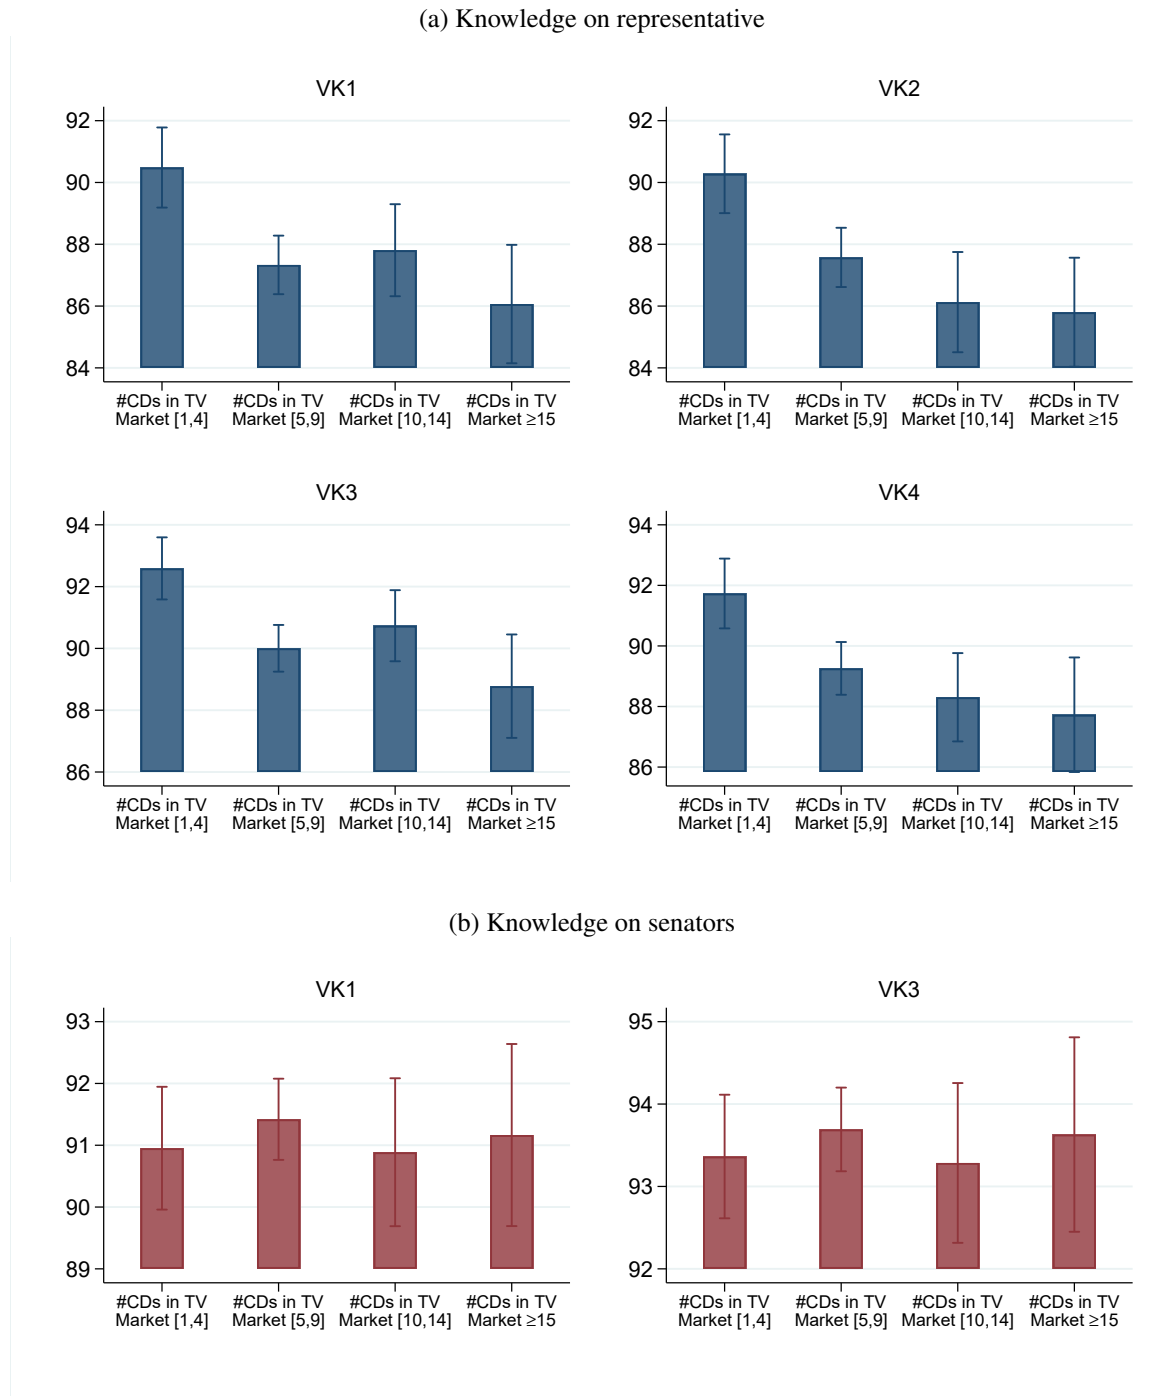 (a) Knowledge on representative
VK1
92
90
88
86
84
#CDs in TV #CDs in TV #CDs in TV #CDs in TV
Market [1,4] Market [5,9] Market [10,14] Market ≥15
VK2
92
90
88
86
84
#CDs in TV #CDs in TV #CDs in TV #CDs in TV
Market [1,4] Market [5,9] Market [10,14] Market ≥15
VK3
94
92
90
88
86
#CDs in TV #CDs in TV #CDs in TV #CDs in TV
Market [1,4] Market [5,9] Market [10,14] Market ≥15
VK4
94
92
90
88
86
#CDs in TV #CDs in TV #CDs in TV #CDs in TV
Market [1,4] Market [5,9] Market [10,14] Market ≥15
(b) Knowledge on senators
VK1
93
92
91
90
89
#CDs in TV #CDs in TV #CDs in TV #CDs in TV
Market [1,4] Market [5,9] Market [10,14] Market ≥15
VK3
95
94
93
92
#CDs in TV #CDs in TV #CDs in TV #CDs in TV
Market [1,4] Market [5,9] Market [10,14] Market ≥15